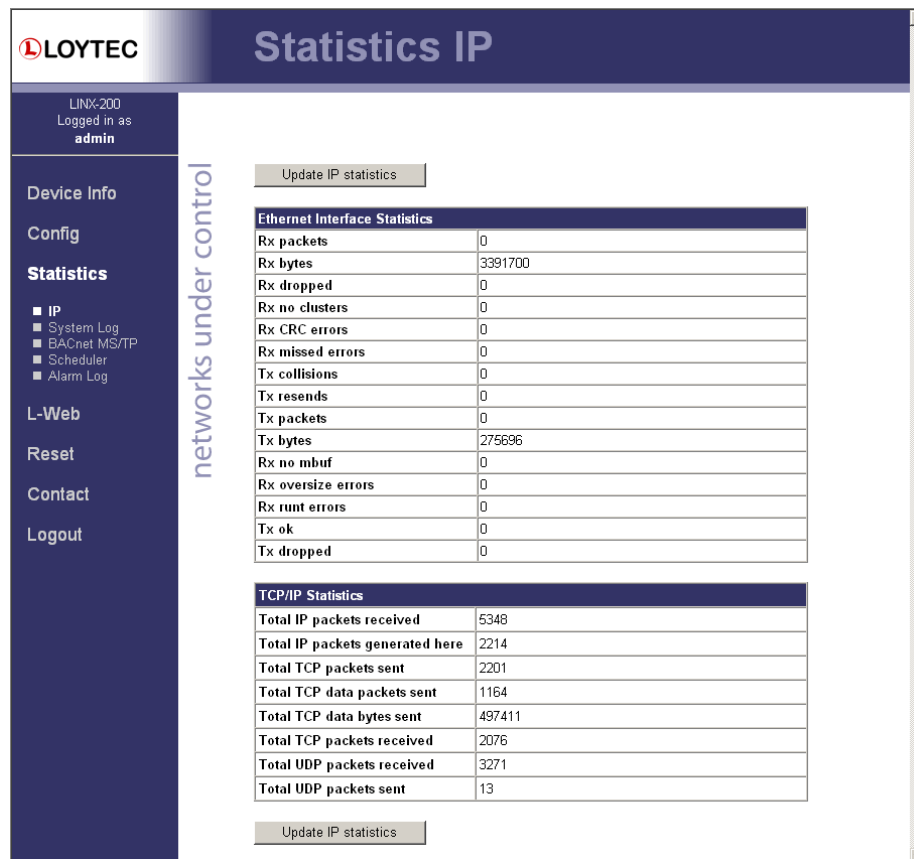 LOYTEC
Statistics IP
LINX-200
Logged in as
admin
Device Info
Config
Statistics
IP
System Log
BACnet MS/TP
Scheduler
Alarm Log
L-Web
Reset
Contact
Logout
networks under control
Update IP statistics
Ethernet Interface Statistics
Rx packets 0
Rx bytes 3391700
Rx dropped 0
Rx no clusters 0
Rx CRC errors 0
Rx missed errors 0
Tx collisions 0
Tx resends 0
Tx packets 0
Tx bytes 275696
Rx no mbuf 0
Rx oversize errors 0
Rx runt errors 0
Tx ok 0
Tx dropped 0
TCP/IP Statistics
Total IP packets received 5348
Total IP packets generated here 2214
Total TCP packets sent 2201
Total TCP data packets sent 1164
Total TCP data bytes sent 497411
Total TCP packets received 2076
Total UDP packets received 3271
Total UDP packets sent 13
Update IP statistics